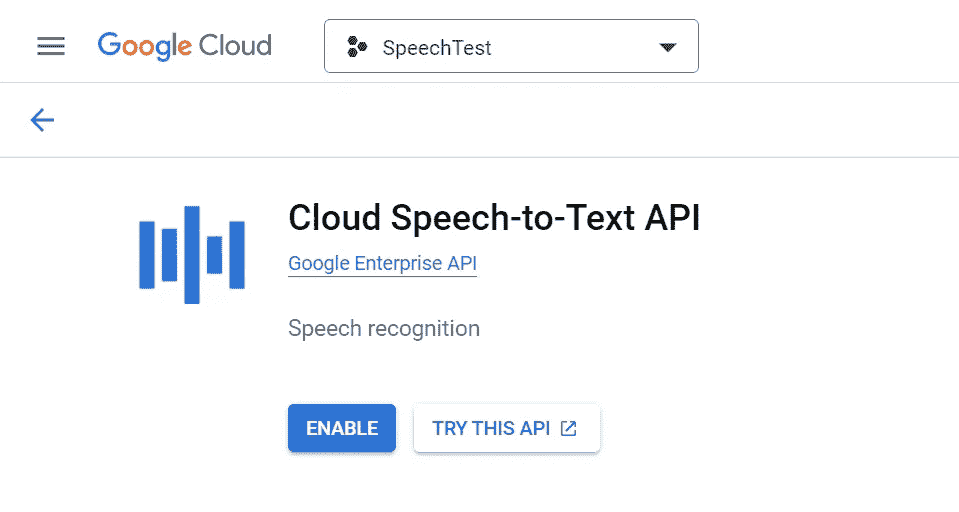 Google Cloud
SpeechTest
Cloud Speech-to-Text API
Google Enterprise API
Speech recognition
ENABLE
TRY THIS API